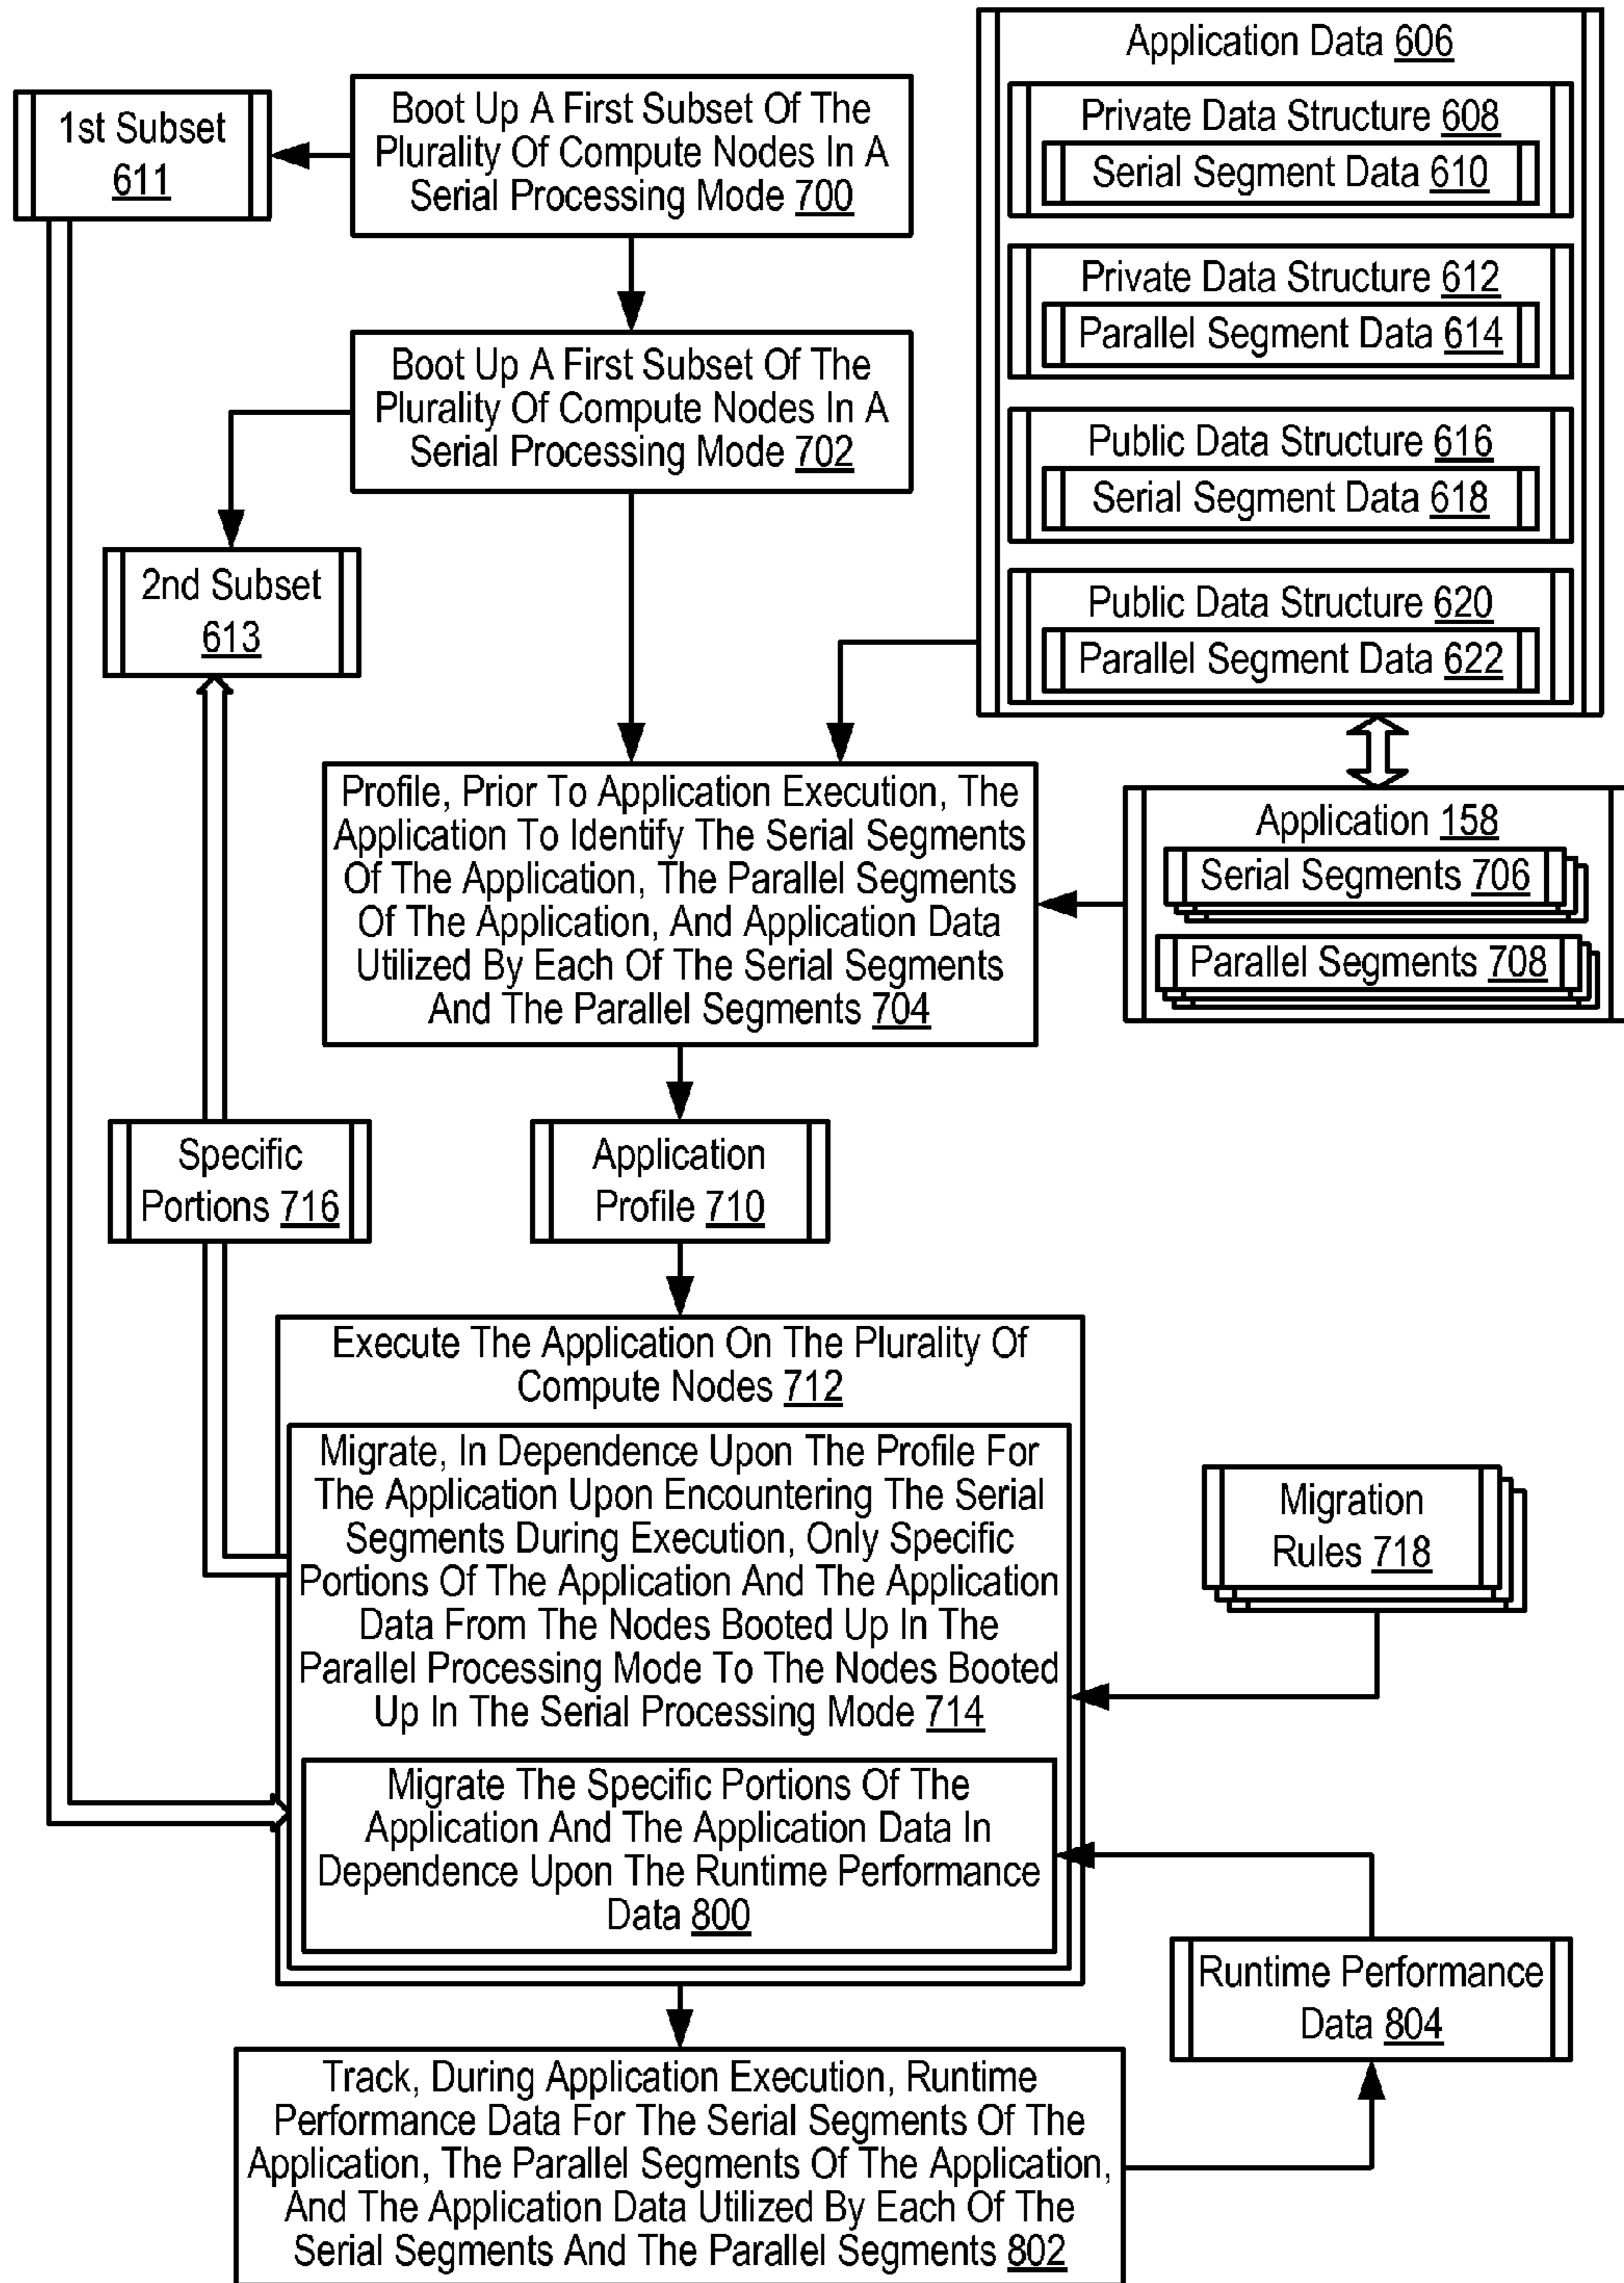 Application Data 606
Private Data Structure 608
Serial Segment Data 610
Private Data Structure 612
Parallel Segment Data 614
Public Data Structure 616
Serial Segment Data 618
Public Data Structure 620
Parallel Segment Data 622
1st Subset
611
Boot Up A First Subset Of The
Plurality Of Compute Nodes In A
Serial Processing Mode 700
Boot Up A First Subset Of The
Plurality Of Compute Nodes In A
Serial Processing Mode 702
2nd Subset
613
Profile, Prior To Application Execution, The
Application To Identify The Serial Segments
Of The Application, The Parallel Segments
Of The Application, And Application Data
Utilized By Each Of The Serial Segments
And The Parallel Segments 704
Application 158
Serial Segments 706
Parallel Segments 708
Specific
Portions 716
Application
Profile 710
Execute The Application On The Plurality Of
Compute Nodes 712
Migrate, In Dependence Upon The Profile For
The Application Upon Encountering The Serial
Segments During Execution, Only Specific
Portions Of The Application And The Application
Data From The Nodes Booted Up In The
Parallel Processing Mode To The Nodes Booted
Up In The Serial Processing Mode 714
Migration
Rules 718
Migrate The Specific Portions Of The
Application And The Application Data In
Dependence Upon The Runtime Performance
Data 800
Runtime Performance
Data 804
Track, During Application Execution, Runtime
Performance Data For The Serial Segments Of The
Application, The Parallel Segments Of The Application,
And The Application Data Utilized By Each Of The
Serial Segments And The Parallel Segments 802